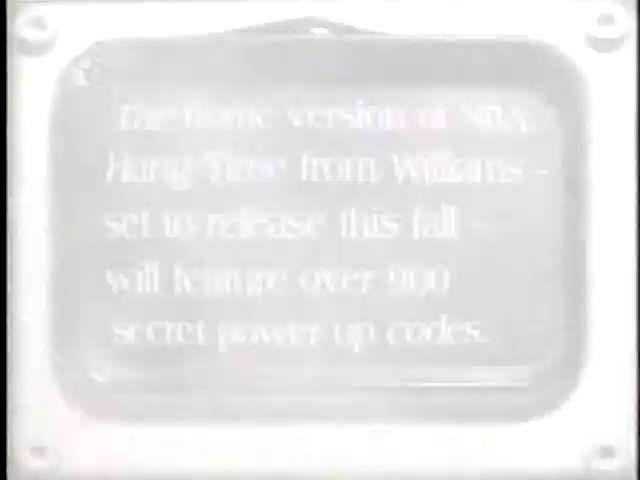 The home version of NBA
Hang Time from Williams -
set to release this fall -
will feature over 900
secret power up codes.